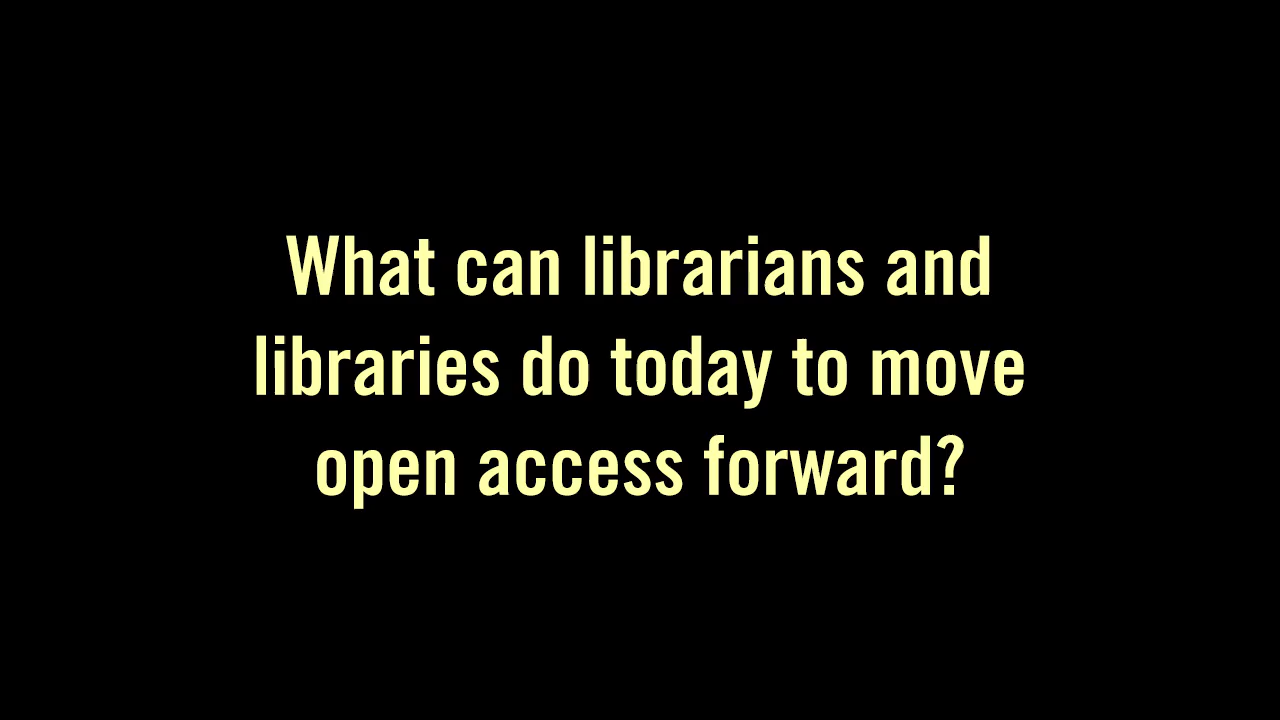 What can librarians and
libraries do today to move
open access forward?